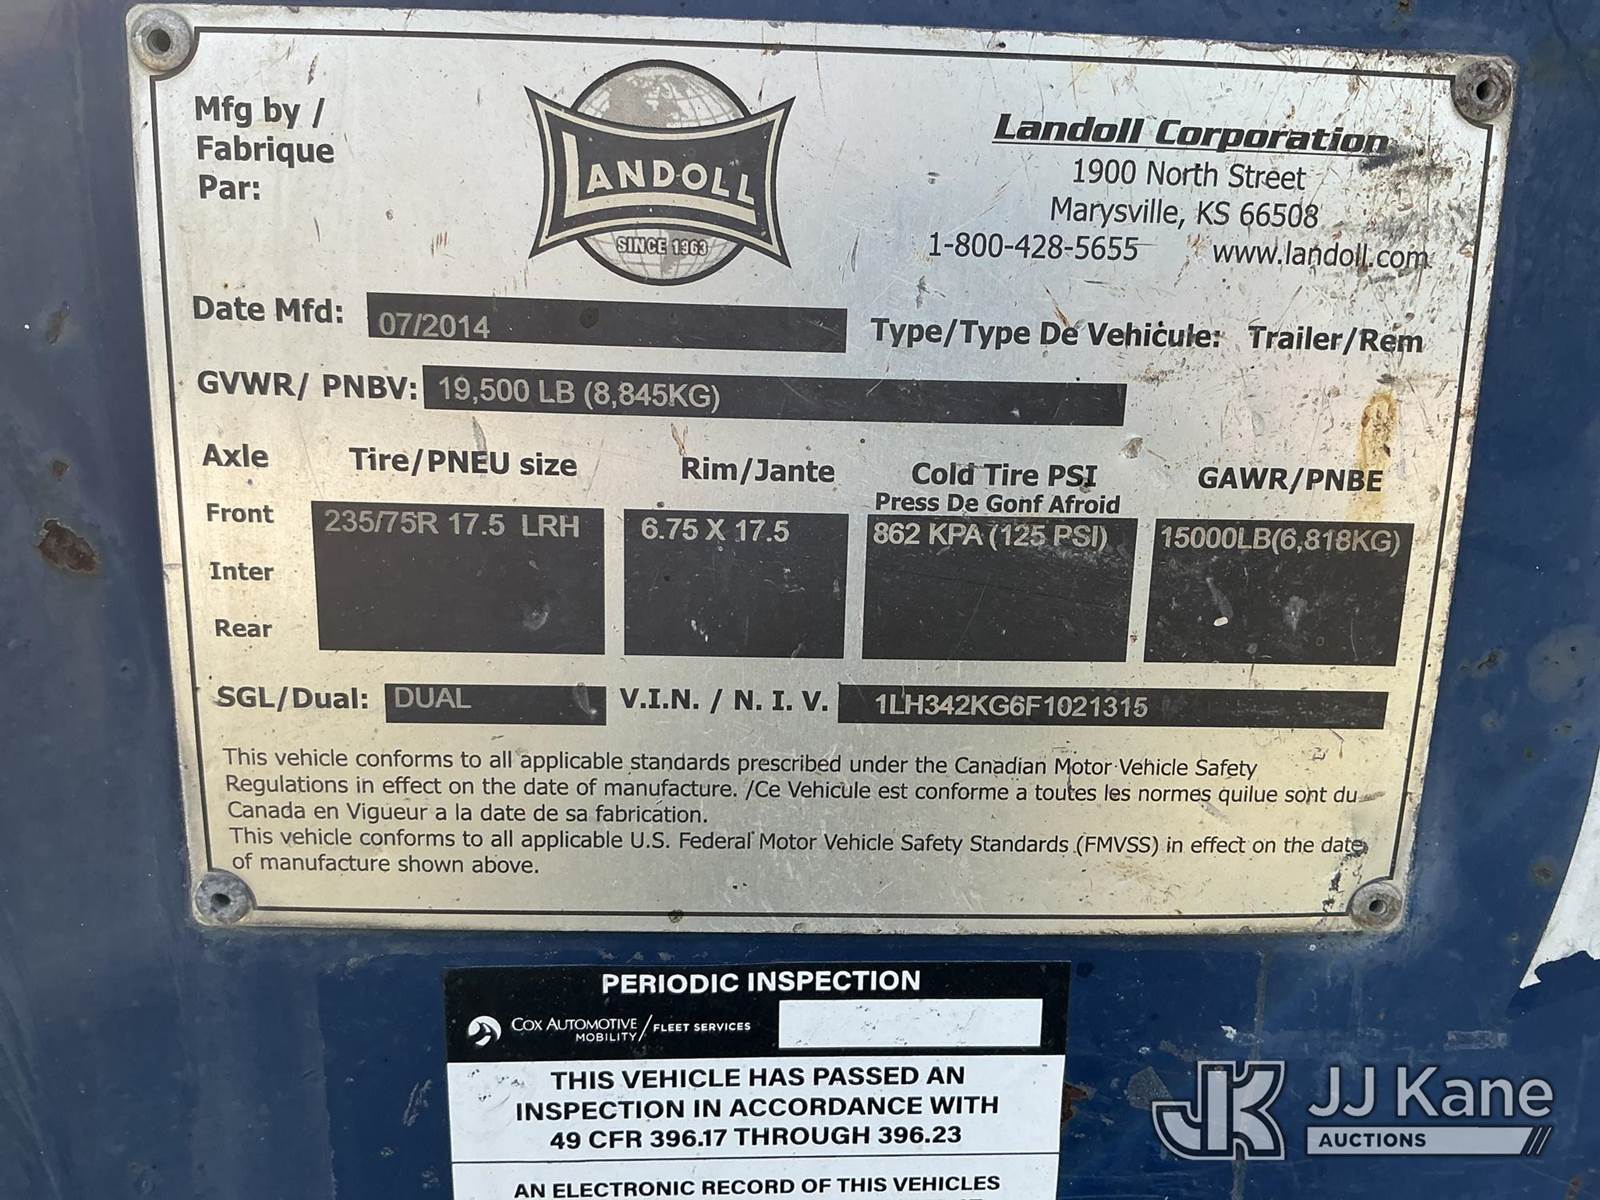 Mfg by /
Fabrique
Par:
LANDOLL
SINCE 1963
Landoll Corporation
1900 North Street
Marysville, KS 66508
1-800-428-5655 www.landoll.com
Date Mfd: 07/2014 Type/Type De Vehicule: Trailer/Rem
GVWR/ PNBV: 19,500 LB (8,845KG)
Axle Tire/PNEU size Rim/Jante Cold Tire PSI GAWR/PNBE
Press De Gonf Afroid
Front 235/75R 17.5 LRH 6.75 X 17.5 862 KPA (125 PSI) 15000LB(6,818KG)
Inter
Rear
SGL/Dual: DUAL V.I.N. / N. I. V. 1LH342KG6F1021315
This vehicle conforms to all applicable standards prescribed under the Canadian Motor Vehicle Safety
Regulations in effect on the date of manufacture. /Ce Vehicule est conforme a toutes les normes quilue sont du
Canada en Vigueur a la date de sa fabrication.
This vehicle conforms to all applicable U.S. Federal Motor Vehicle Safety Standards (FMVSS) in effect on the date
of manufacture shown above.
PERIODIC INSPECTION
COX AUTOMOTIVE
MOBILITY / FLEET SERVICES
THIS VEHICLE HAS PASSED AN
INSPECTION IN ACCORDANCE WITH
49 CFR 396.17 THROUGH 396.23
AN ELECTRONIC RECORD OF THIS VEHICLES
JK JJ Kane
AUCTIONS